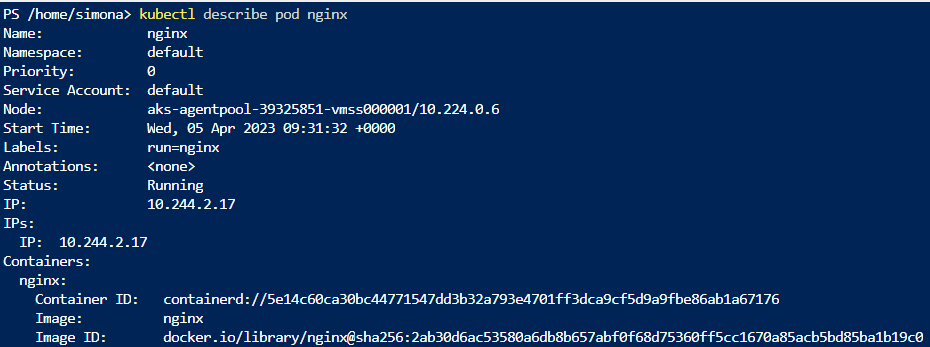 PS /home/simona> kubectl describe pod nginx
Name: nginx
Namespace: default
Priority: 0
Service Account: default
Node: aks-agentpool-39325851-vmss000001/10.224.0.6
Start Time: Wed, 05 Apr 2023 09:31:32 +0000
Labels: run=nginx
Annotations: <none>
Status: Running
IP: 10.244.2.17
IPs:
IP: 10.244.2.17
Containers:
nginx:
Container ID: containerd://5e14c60ca30bc44771547dd3b32a793e4701ff3dca9cf5d9a9fbe86ab1a67176
Image: nginx
Image ID: docker.io/library/nginx@sha256:2ab30d6ac53580a6db8b657abf0f68d75360ff5cc1670a85acb5bd85ba1b19c0